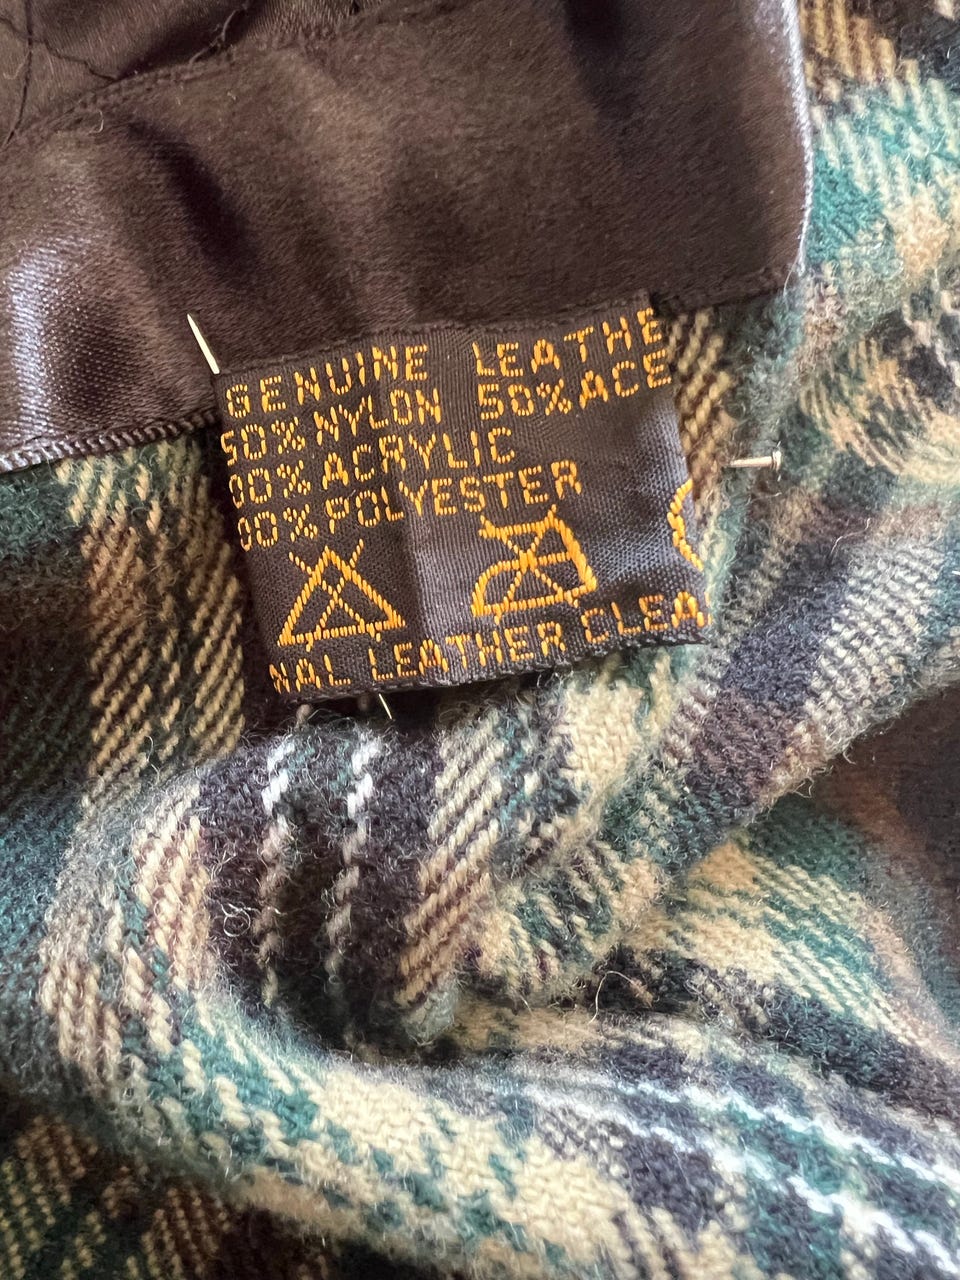 GENUINE LEATHE
50% NYLON 50% ACE
00% ACRYLIC
00% POLYESTER
NAL LEATHER CLEA